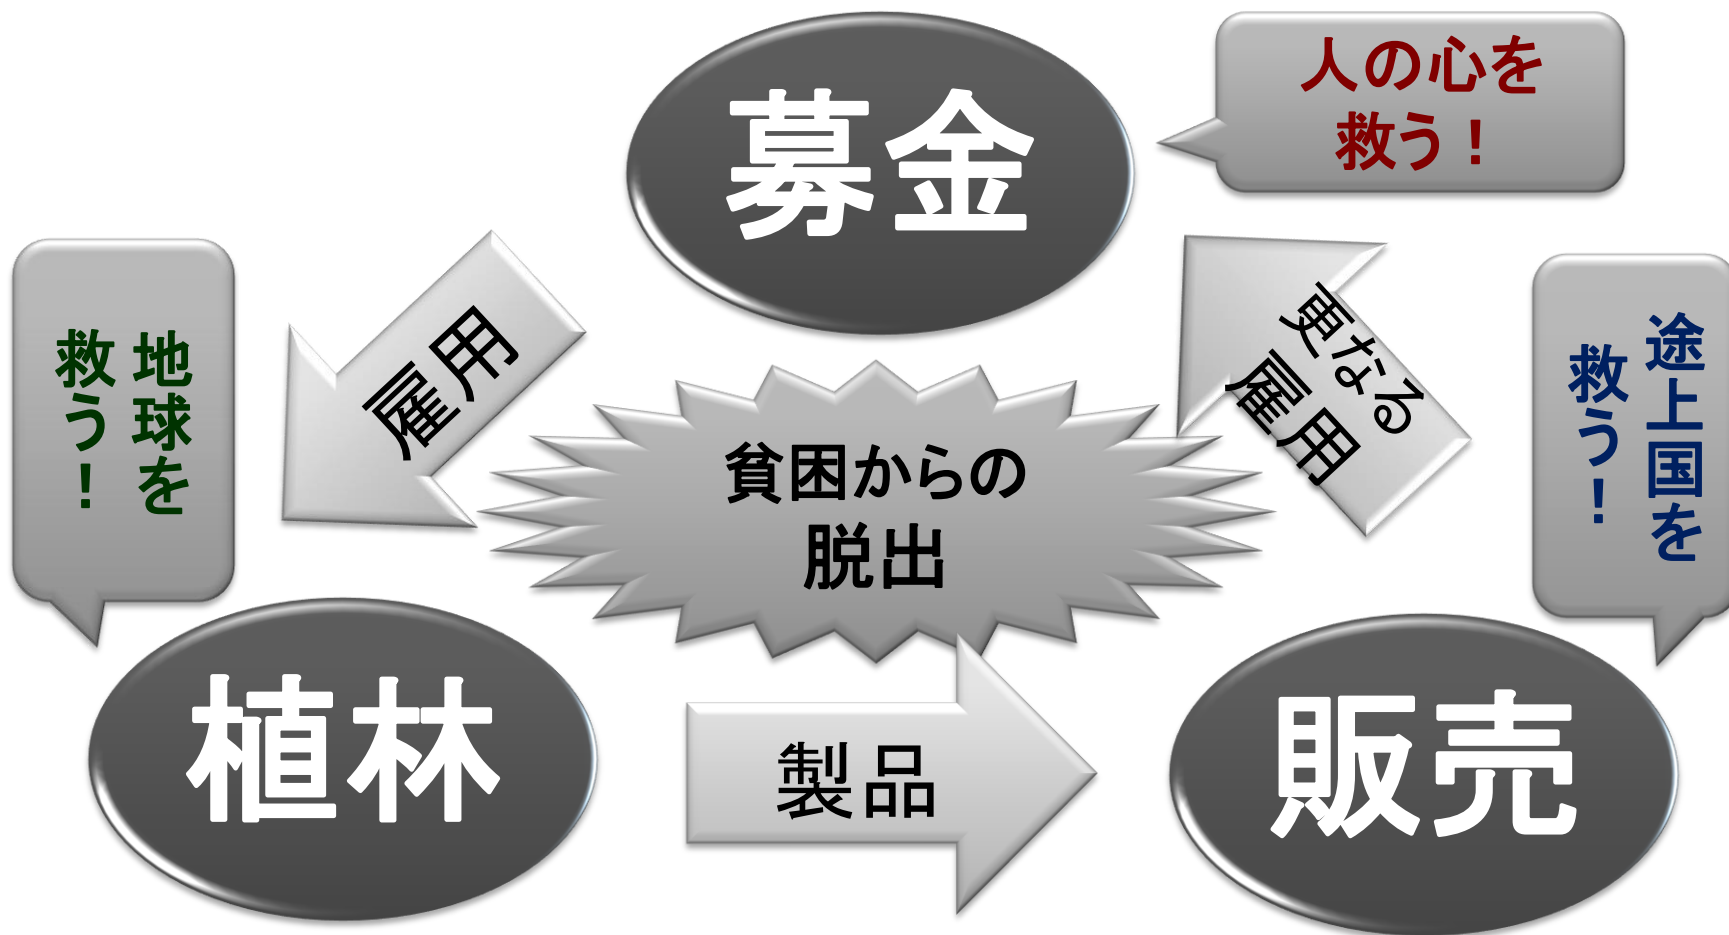 募金
人の心を
救う！
雇用
更なる
雇用
地球を
救う！
途上国を
救う！
貧困からの
脱出
植林
製品
販売